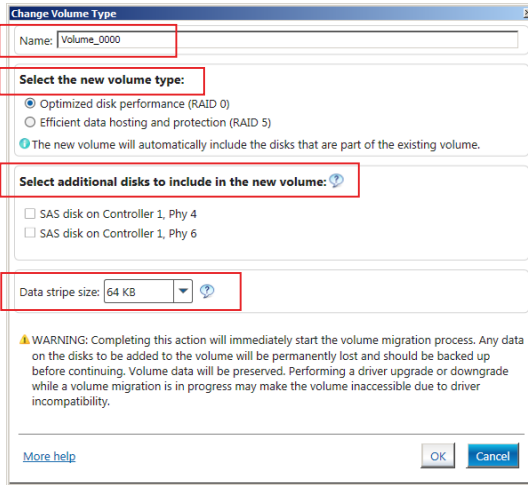 Change Volume Type
Name: Volume_0000
Select the new volume type:
Optimized disk performance (RAID 0)
Efficient data hosting and protection (RAID 5)
The new volume will automatically include the disks that are part of the existing volume.
Select additional disks to include in the new volume:
SAS disk on Controller 1, Phy 4
SAS disk on Controller 1, Phy 6
Data stripe size: 64 KB
WARNING: Completing this action will immediately start the volume migration process. Any data
on the disks to be added to the volume will be permanently lost and should be backed up
before continuing. Volume data will be preserved. Performing a driver upgrade or downgrade
while a volume migration is in progress may make the volume inaccessible due to driver
incompatibility.
More help
OK
Cancel